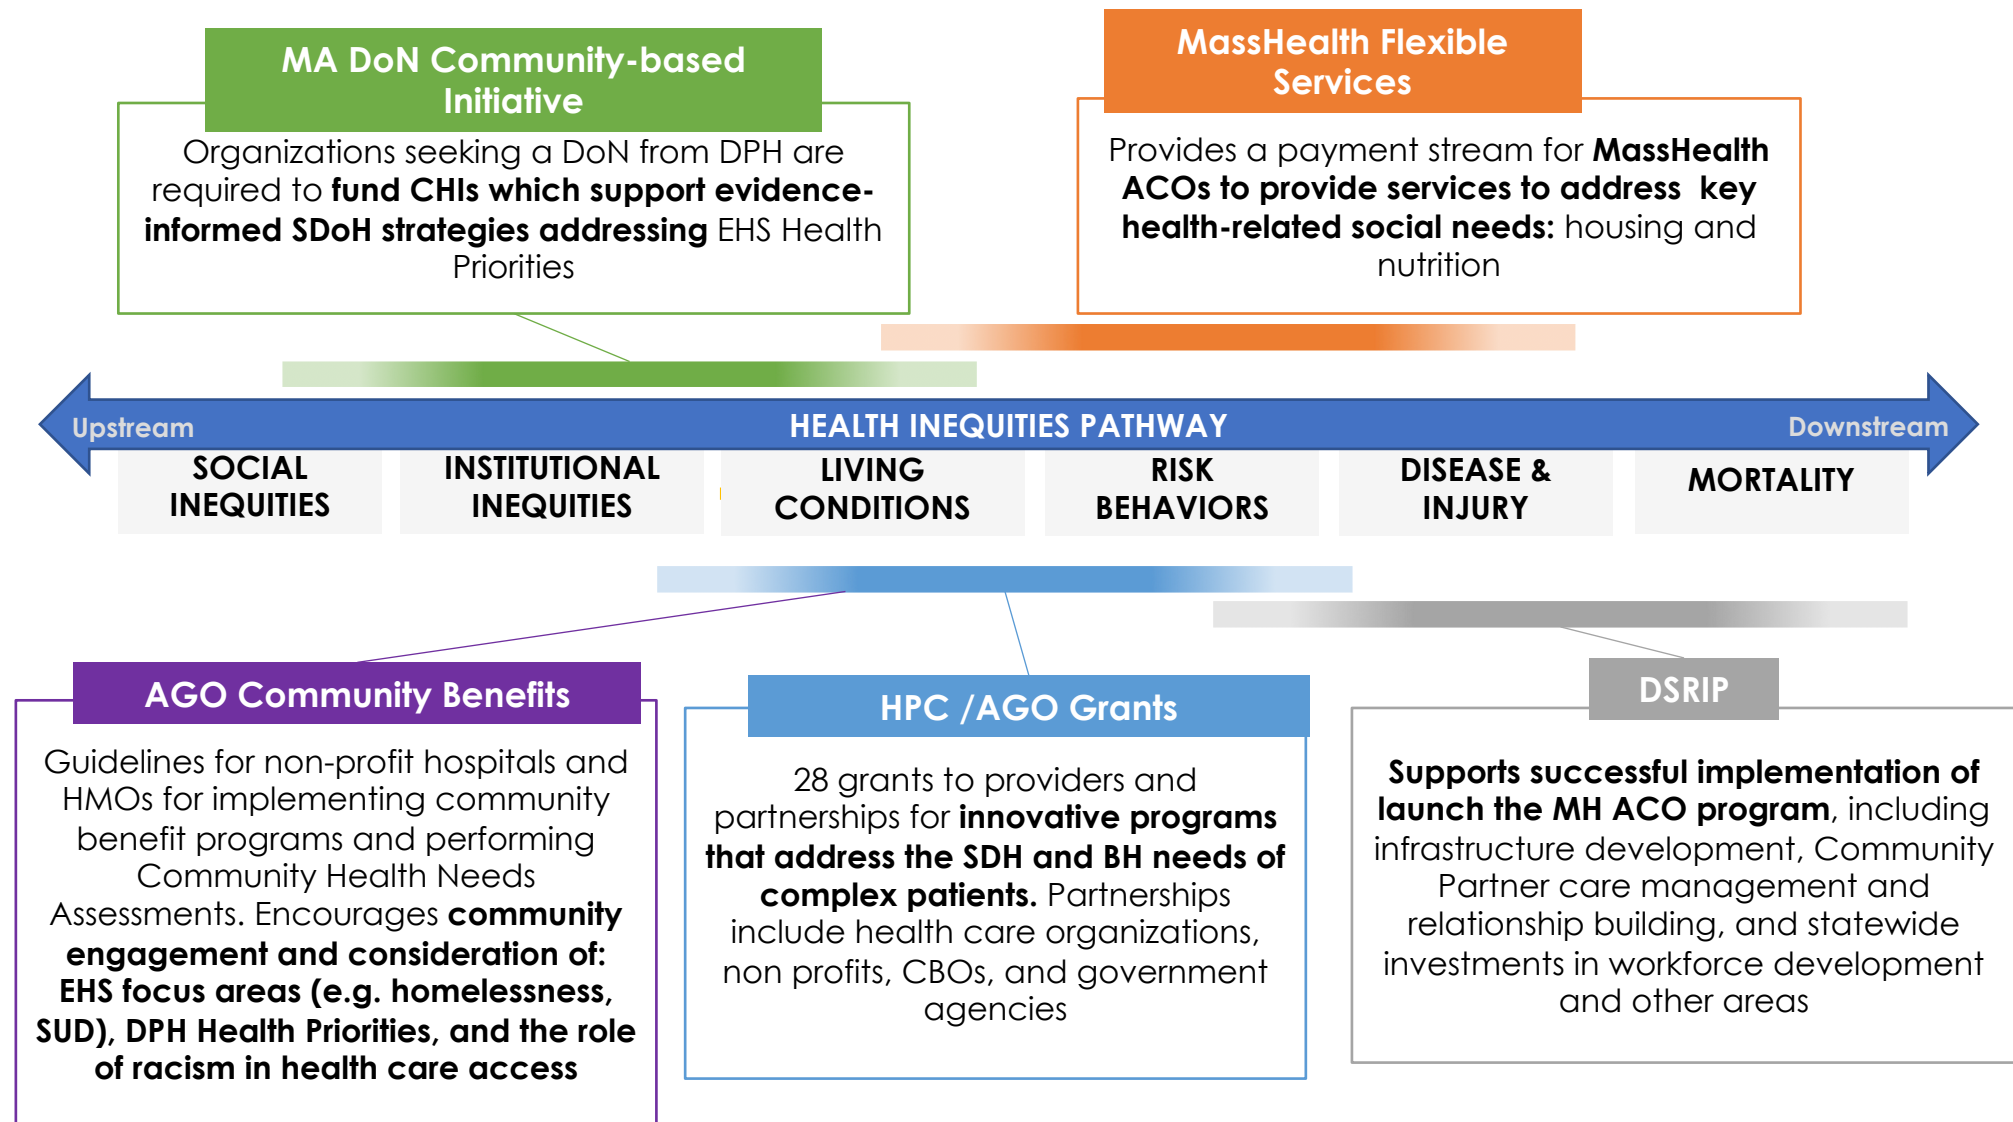 MA DoN Community-based
Initiative
Organizations seeking a DoN from DPH are
required to fund CHIs which support evidence-
informed SDoH strategies addressing EHS Health
Priorities
MassHealth Flexible
Services
Provides a payment stream for MassHealth
ACOs to provide services to address key
health-related social needs: housing and
nutrition
Upstream
HEALTH INEQUITIES PATHWAY
Downstream
SOCIAL
INEQUITIES
INSTITUTIONAL
INEQUITIES
LIVING
CONDITIONS
RISK
BEHAVIORS
DISEASE &
INJURY
MORTALITY
AGO Community Benefits
Guidelines for non-profit hospitals and
HMOs for implementing community
benefit programs and performing
Community Health Needs
Assessments. Encourages community
engagement and consideration of:
EHS focus areas (e.g. homelessness,
SUD), DPH Health Priorities, and the role
of racism in health care access
HPC /AGO Grants
28 grants to providers and
partnerships for innovative programs
that address the SDH and BH needs of
complex patients. Partnerships
include health care organizations,
non profits, CBOs, and government
agencies
DSRIP
Supports successful implementation of
launch the MH ACO program, including
infrastructure development, Community
Partner care management and
relationship building, and statewide
investments in workforce development
and other areas